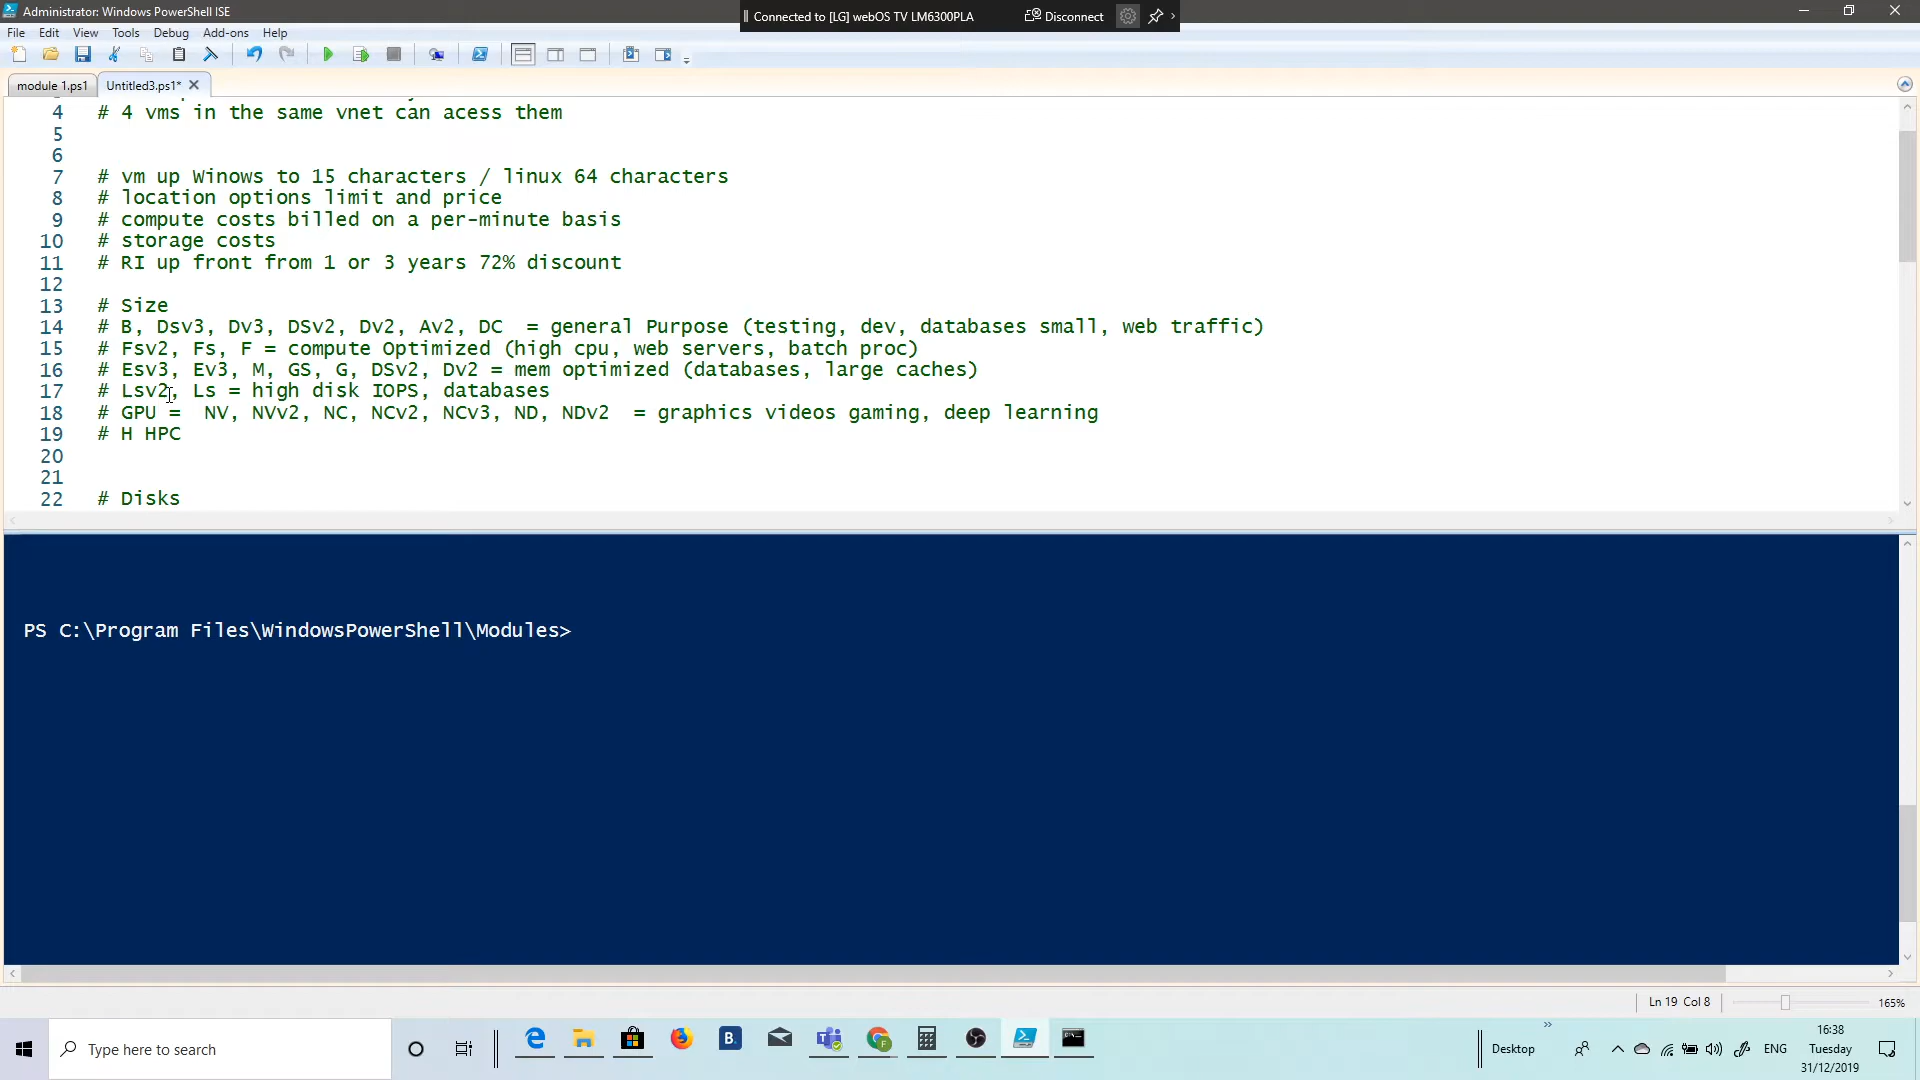 Administrator: Windows PowerShell ISE
Connected to [LG] webOS TV LM6300PLA
Disconnect
File Edit View Tools Debug Add-ons Help
module 1.ps1
Untitled3.ps1*
4 # 4 vms in the same vnet can acess them
5
6
7 # vm up Winows to 15 characters / linux 64 characters
8 # location options limit and price
9 # compute costs billed on a per-minute basis
10 # storage costs
11 # RI up front from 1 or 3 years 72% discount
12
13 # Size
14 # B, Dsv3, Dv3, DSv2, Dv2, Av2, DC = general Purpose (testing, dev, databases small, web traffic)
15 # Fsv2, Fs, F = compute Optimized (high cpu, web servers, batch proc)
16 # Esv3, Ev3, M, GS, G, DSv2, Dv2 = mem optimized (databases, large caches)
17 # Lsv2, Ls = high disk IOPS, databases
18 # GPU = NV, NVv2, NC, NCv2, NCv3, ND, NDv2 = graphics videos gaming, deep learning
19 # H HPC
20
21
22 # Disks
PS C:\Program Files\WindowsPowerShell\Modules>
Ln 19 Col 8
165%
Type here to search
B.
Desktop
ENG
16:38
Tuesday
31/12/2019